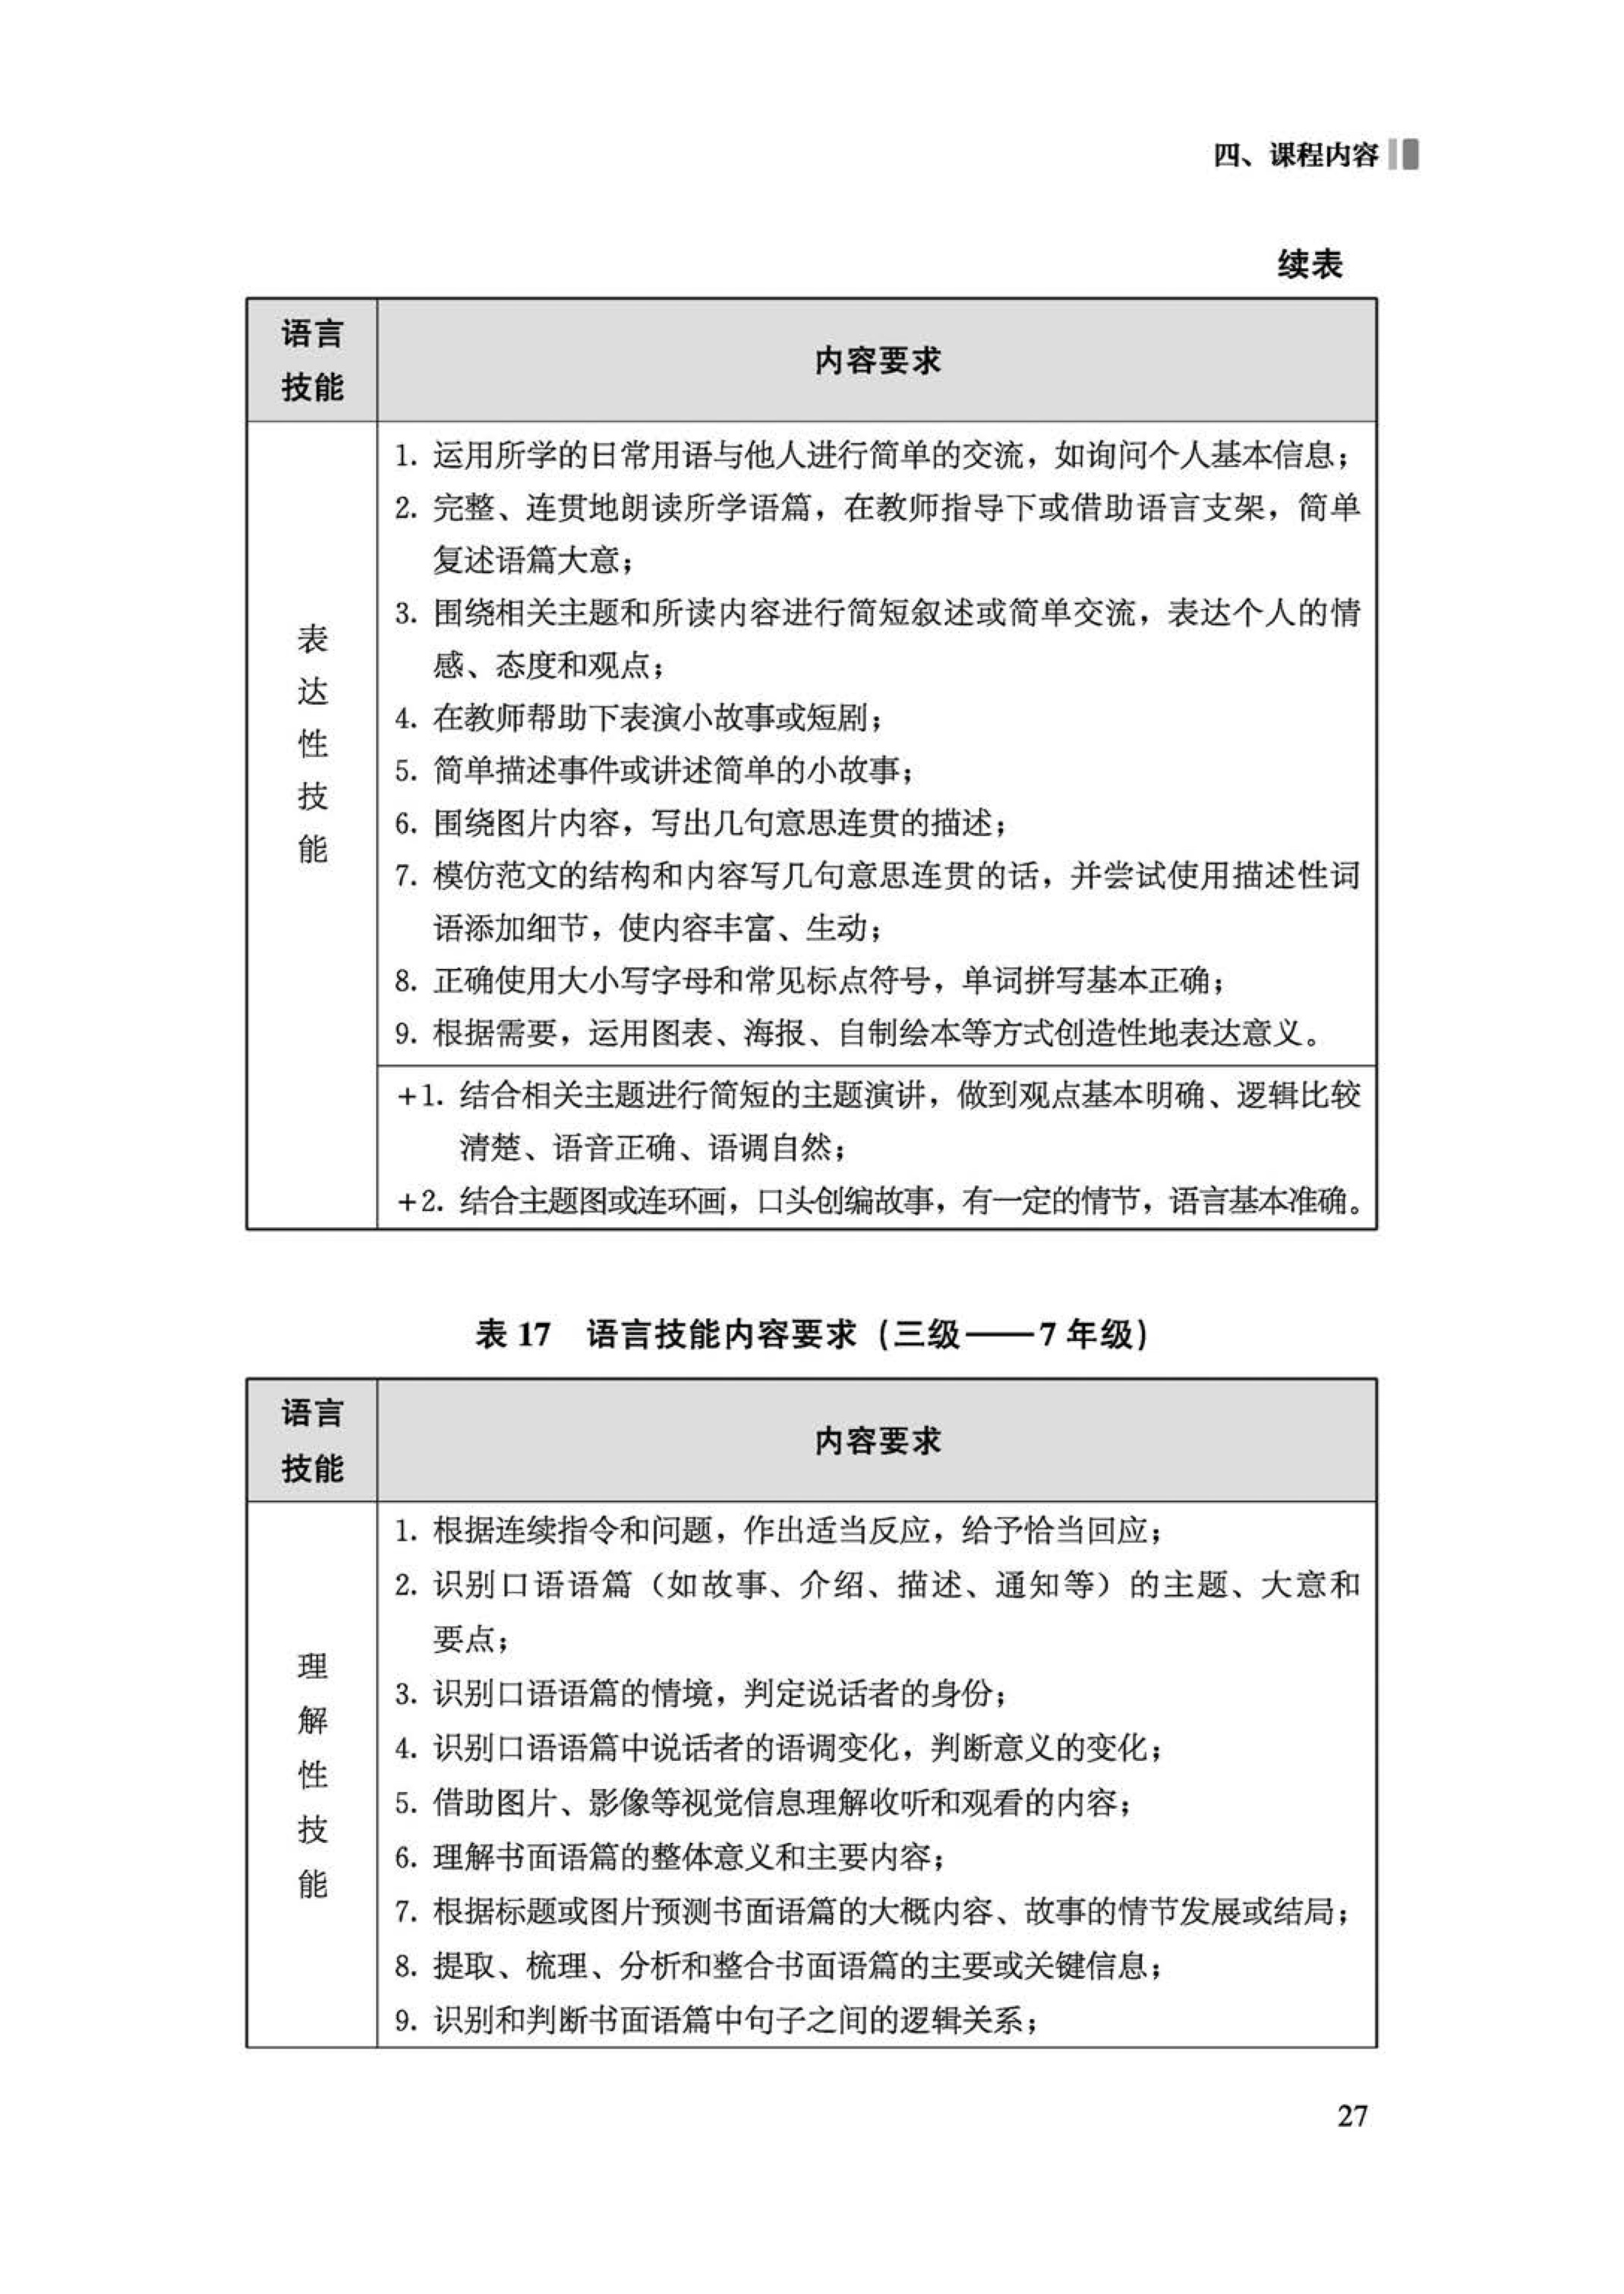 四、课程内容
续表
语言
技能
内容要求
表
达
性
技
能
1. 运用所学的日常用语与他人进行简单的交流，如询问个人基本信息；
2. 完整、连贯地朗读所学语篇，在教师指导下或借助语言支架，简单
复述语篇大意；
3. 围绕相关主题和所读内容进行简短叙述或简单交流，表达个人的情
感、态度和观点；
4. 在教师帮助下表演小故事或短剧；
5. 简单描述事件或讲述简单的小故事；
6. 围绕图片内容，写出几句意思连贯的描述；
7. 模仿范文的结构和内容写几句意思连贯的话，并尝试使用描述性词
语添加细节，使内容丰富、生动；
8. 正确使用大小写字母和常见标点符号，单词拼写基本正确；
9. 根据需要，运用图表、海报、自制绘本等方式创造性地表达意义。
+1. 结合相关主题进行简短的主题演讲，做到观点基本明确、逻辑比较
清楚、语音正确、语调自然；
+2. 结合主题图或连环画，口头创编故事，有一定的情节，语言基本准确。
表 17 语言技能内容要求（三级——7 年级）
语言
技能
内容要求
理
解
性
技
能
1. 根据连续指令和问题，作出适当反应，给予恰当回应；
2. 识别口语语篇（如故事、介绍、描述、通知等）的主题、大意和
要点；
3. 识别口语语篇的情境，判定说话者的身份；
4. 识别口语语篇中说话者的语调变化，判断意义的变化；
5. 借助图片、影像等视觉信息理解收听和观看的内容；
6. 理解书面语篇的整体意义和主要内容；
7. 根据标题或图片预测书面语篇的大概内容、故事的情节发展或结局；
8. 提取、梳理、分析和整合书面语篇的主要或关键信息；
9. 识别和判断书面语篇中句子之间的逻辑关系；
27